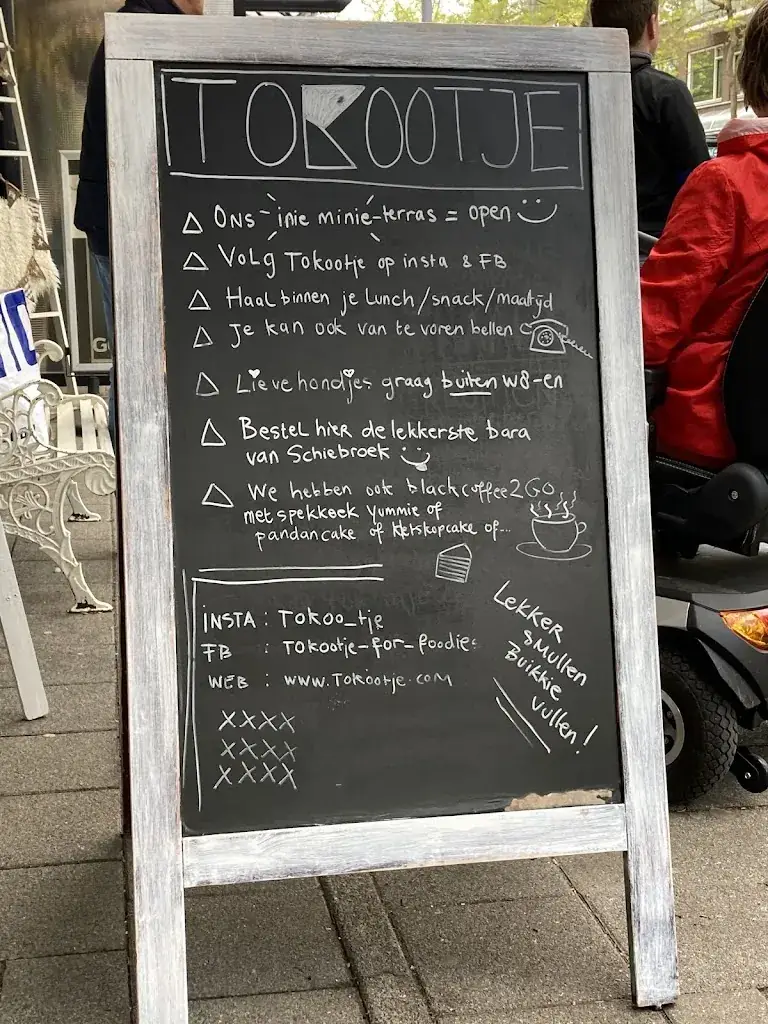 TOKOOTJE
Ons inie minie-terras = open
Volg Tokootje op insta & FB
Haal binnen je Lunch/snack/maaltijd
Je kan ook van te voren bellen
Lieve hondjes graag buiten w8-en
Bestel hier de lekkerste bara
van Schiebroek
We hebben ook blackcoffee2GO
met spekkoek yummie of
pandancake of kletskopcake of...
INSTA : Tokoo_tje
FB : Tokootje-for-foodies
WEB : www.Tokootje.com
XXXX
XXXX
XXXX
Lekker
smullen
Buikkie
vullen!